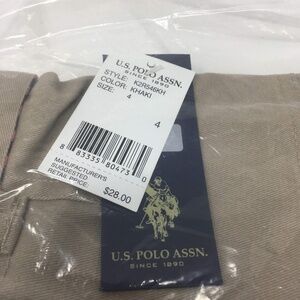 U.S. POLO ASSN.
SINCE 1890
STYLE: K2RS46KH
COLOR: KHAKI
SIZE:
4
4
8 83335 80473 0
MANUFACTURER'S
SUGGESTED
RETAIL PRICE:
$28.00
U.S. POLO ASSN.
SINCE 1890